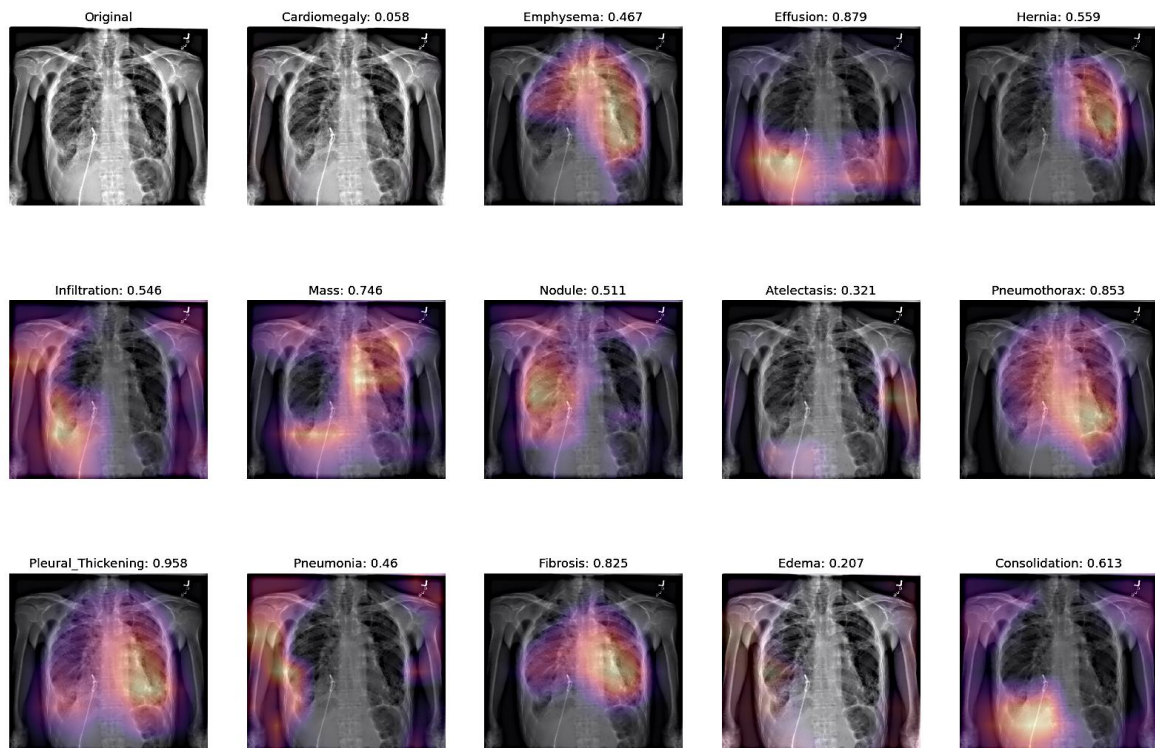 Original
Cardiomegaly: 0.058
Emphysema: 0.467
Effusion: 0.879
Hernia: 0.559
Infiltration: 0.546
Mass: 0.746
Nodule: 0.511
Atelectasis: 0.321
Pneumothorax: 0.853
Pleural_Thickening: 0.958
Pneumonia: 0.46
Fibrosis: 0.825
Edema: 0.207
Consolidation: 0.613